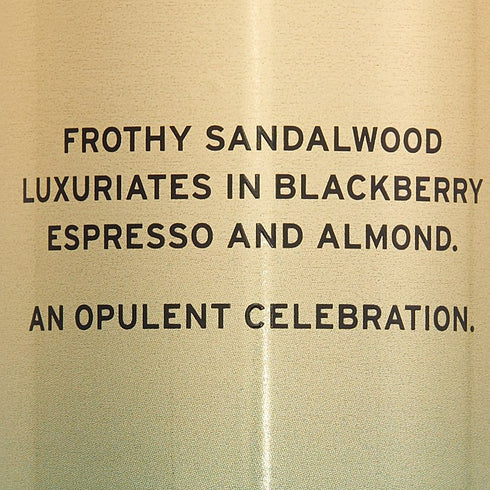 FROTHY SANDALWOOD
LUXURIATES IN BLACKBERRY
ESPRESSO AND ALMOND.
AN OPULENT CELEBRATION.